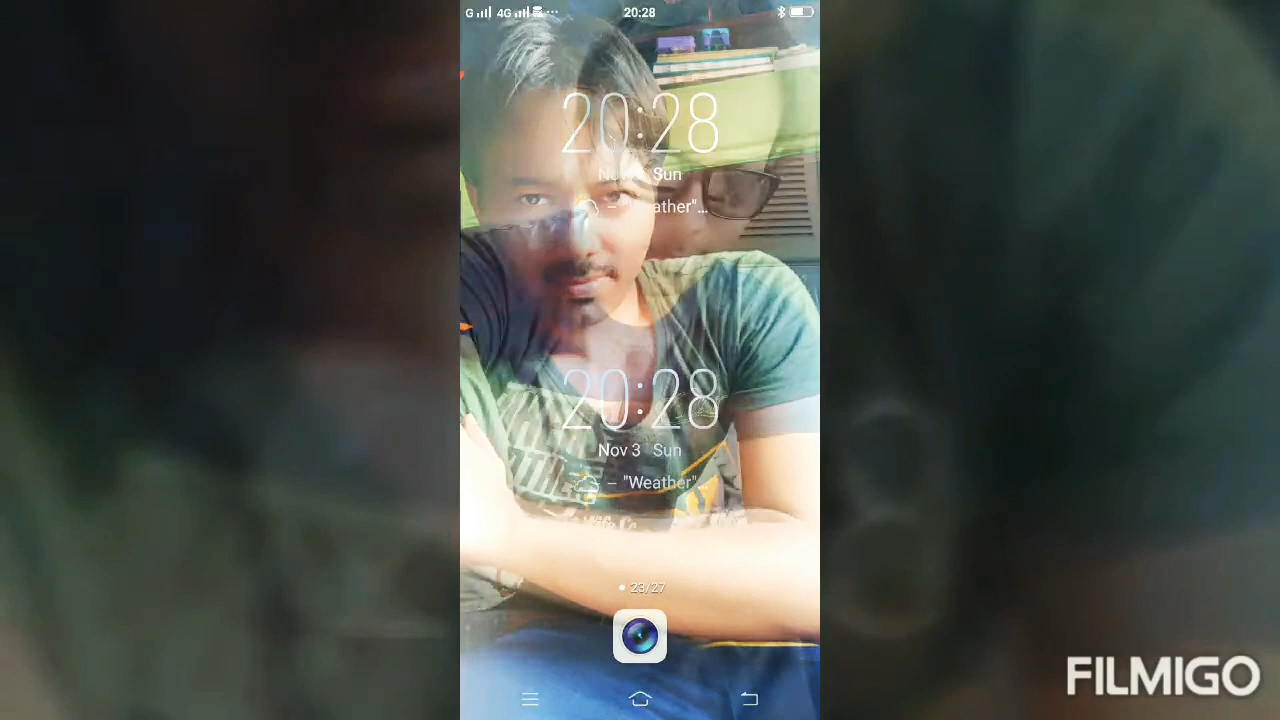 G 4G 20:28
20:28
Sun
20:28
Nov 3 Sun
– "Weather"...
23/27
FILMIGO